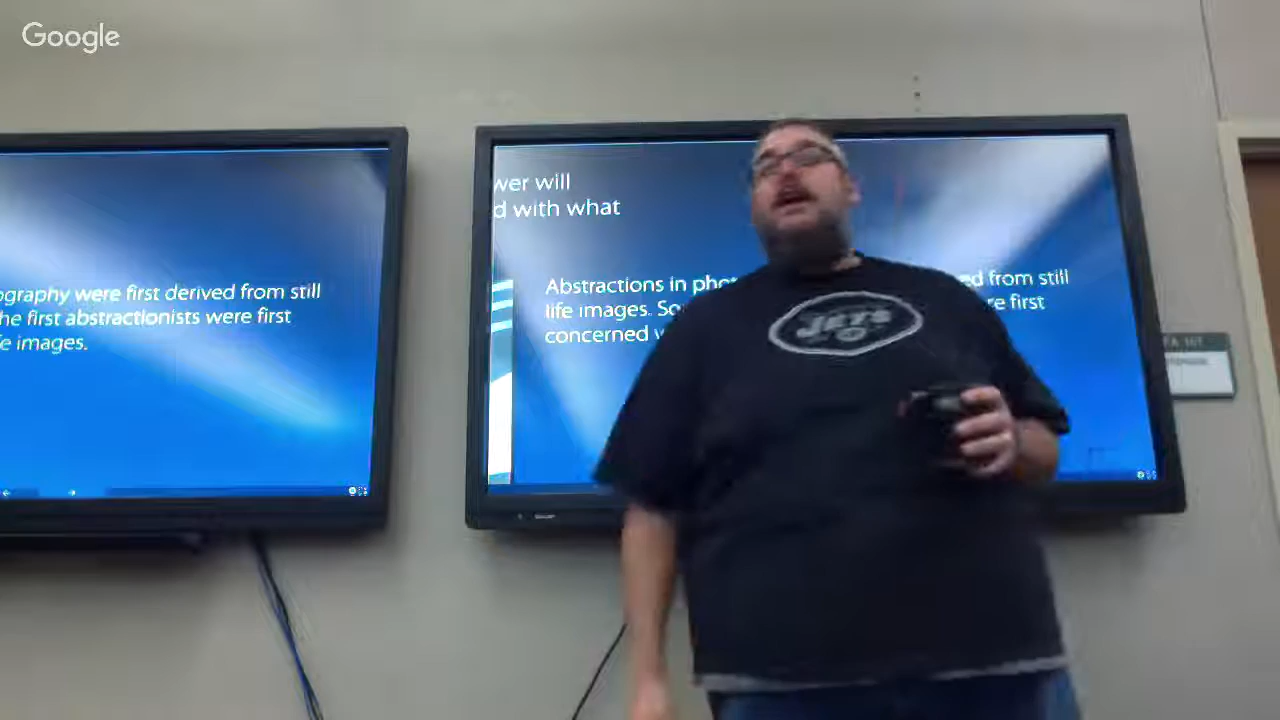 Google
ography were first derived from still
he first abstractionists were first
e images.
wer will
d with what
Abstractions in pho ed from still
life images. So re first
concerned w
JETS